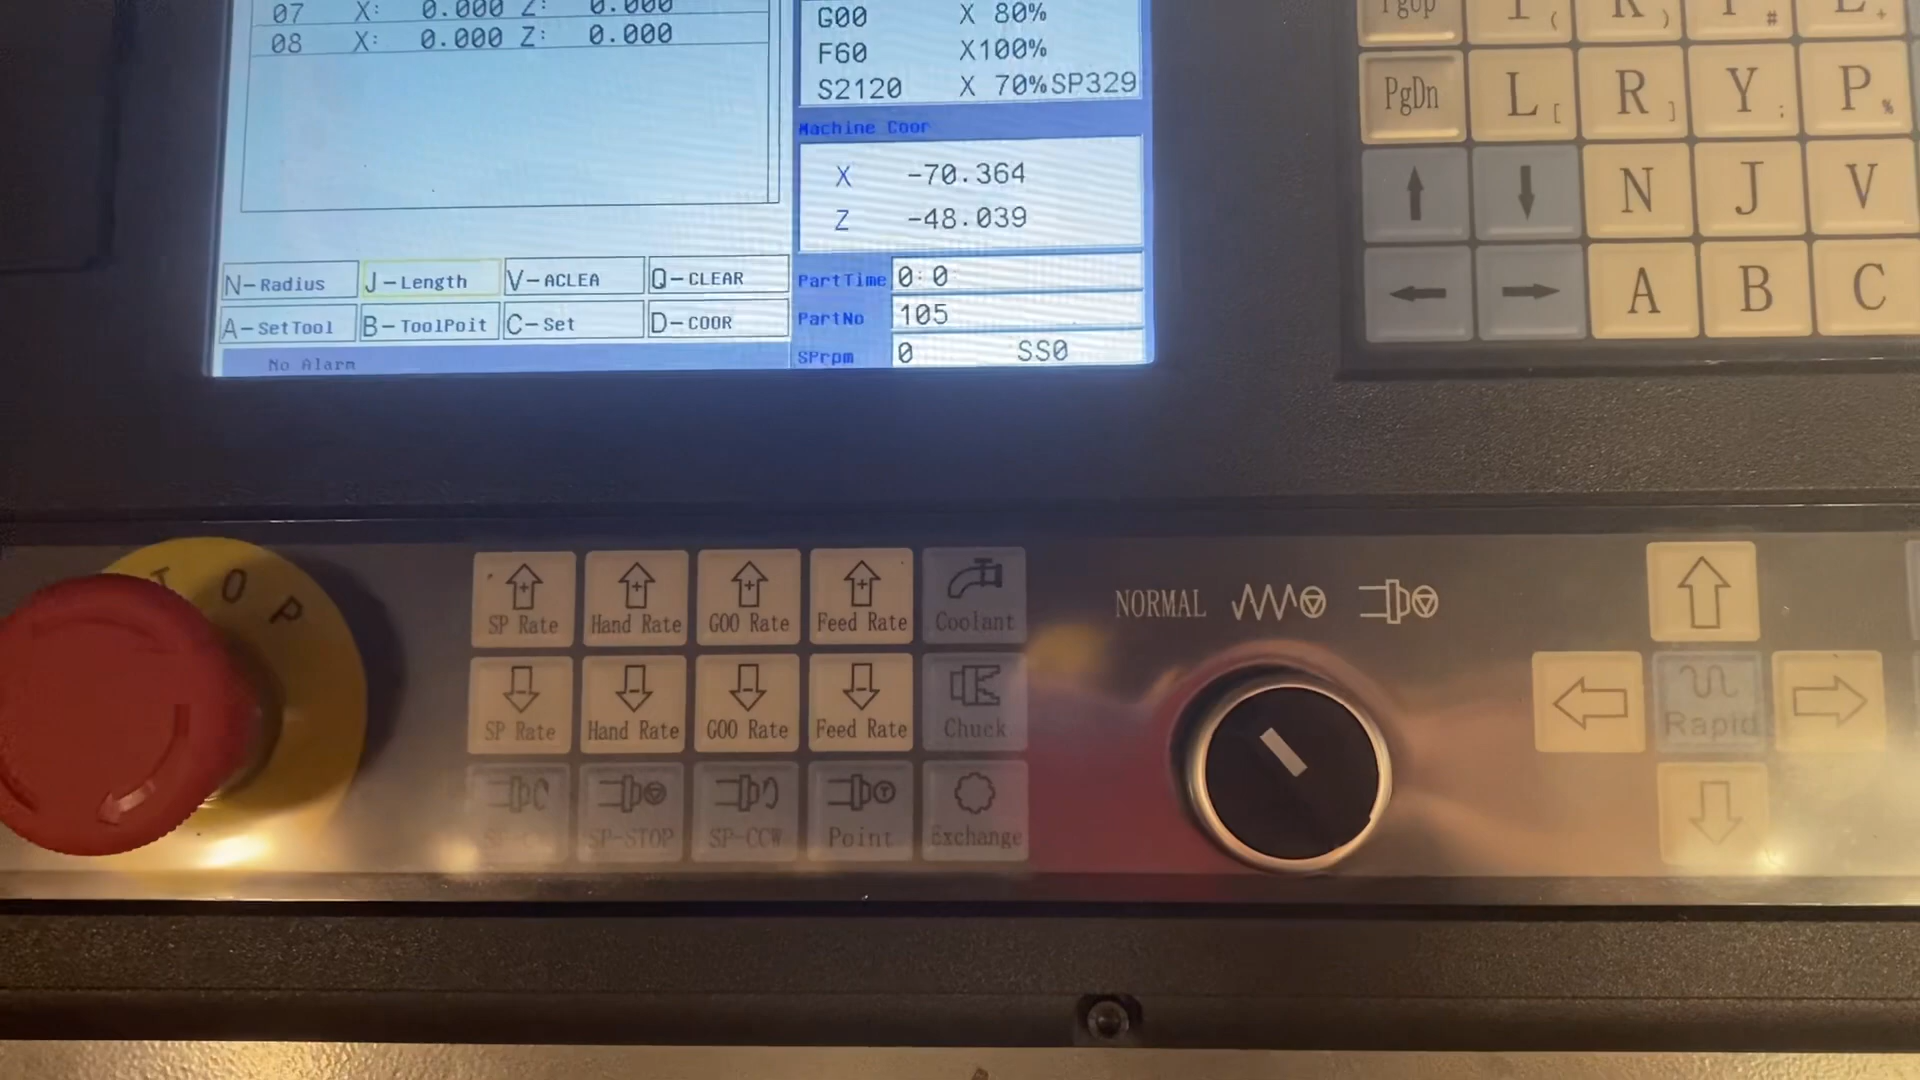 07 X: 0.000 Z: 0.000
08 X: 0.000 Z: 0.000
G00 X 80%
F60 X100%
S2120 X 70%SP329
Machine Coor
X -70.364
Z -48.039
N-Radius J-Length V-ACLEA Q-CLEAR
A-SetTool B-ToolPoit C-Set D-COOR
PartTime 0: 0
PartNo 105
SPrpm 0 SS0
No Alarm
PgUp
PgDn L [ R ] Y ; P %
N J V
A B C
T O P
SP Rate Hand Rate G00 Rate Feed Rate Coolant
SP Rate Hand Rate G00 Rate Feed Rate Chuck
SP-STOP SP-CCW Point Exchange
NORMAL
Rapid